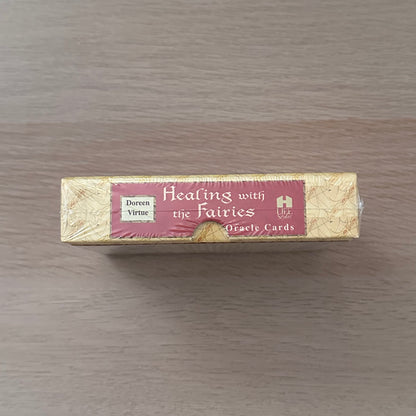 Doreen
Virtue
Healing with
the Fairies
Oracle Cards